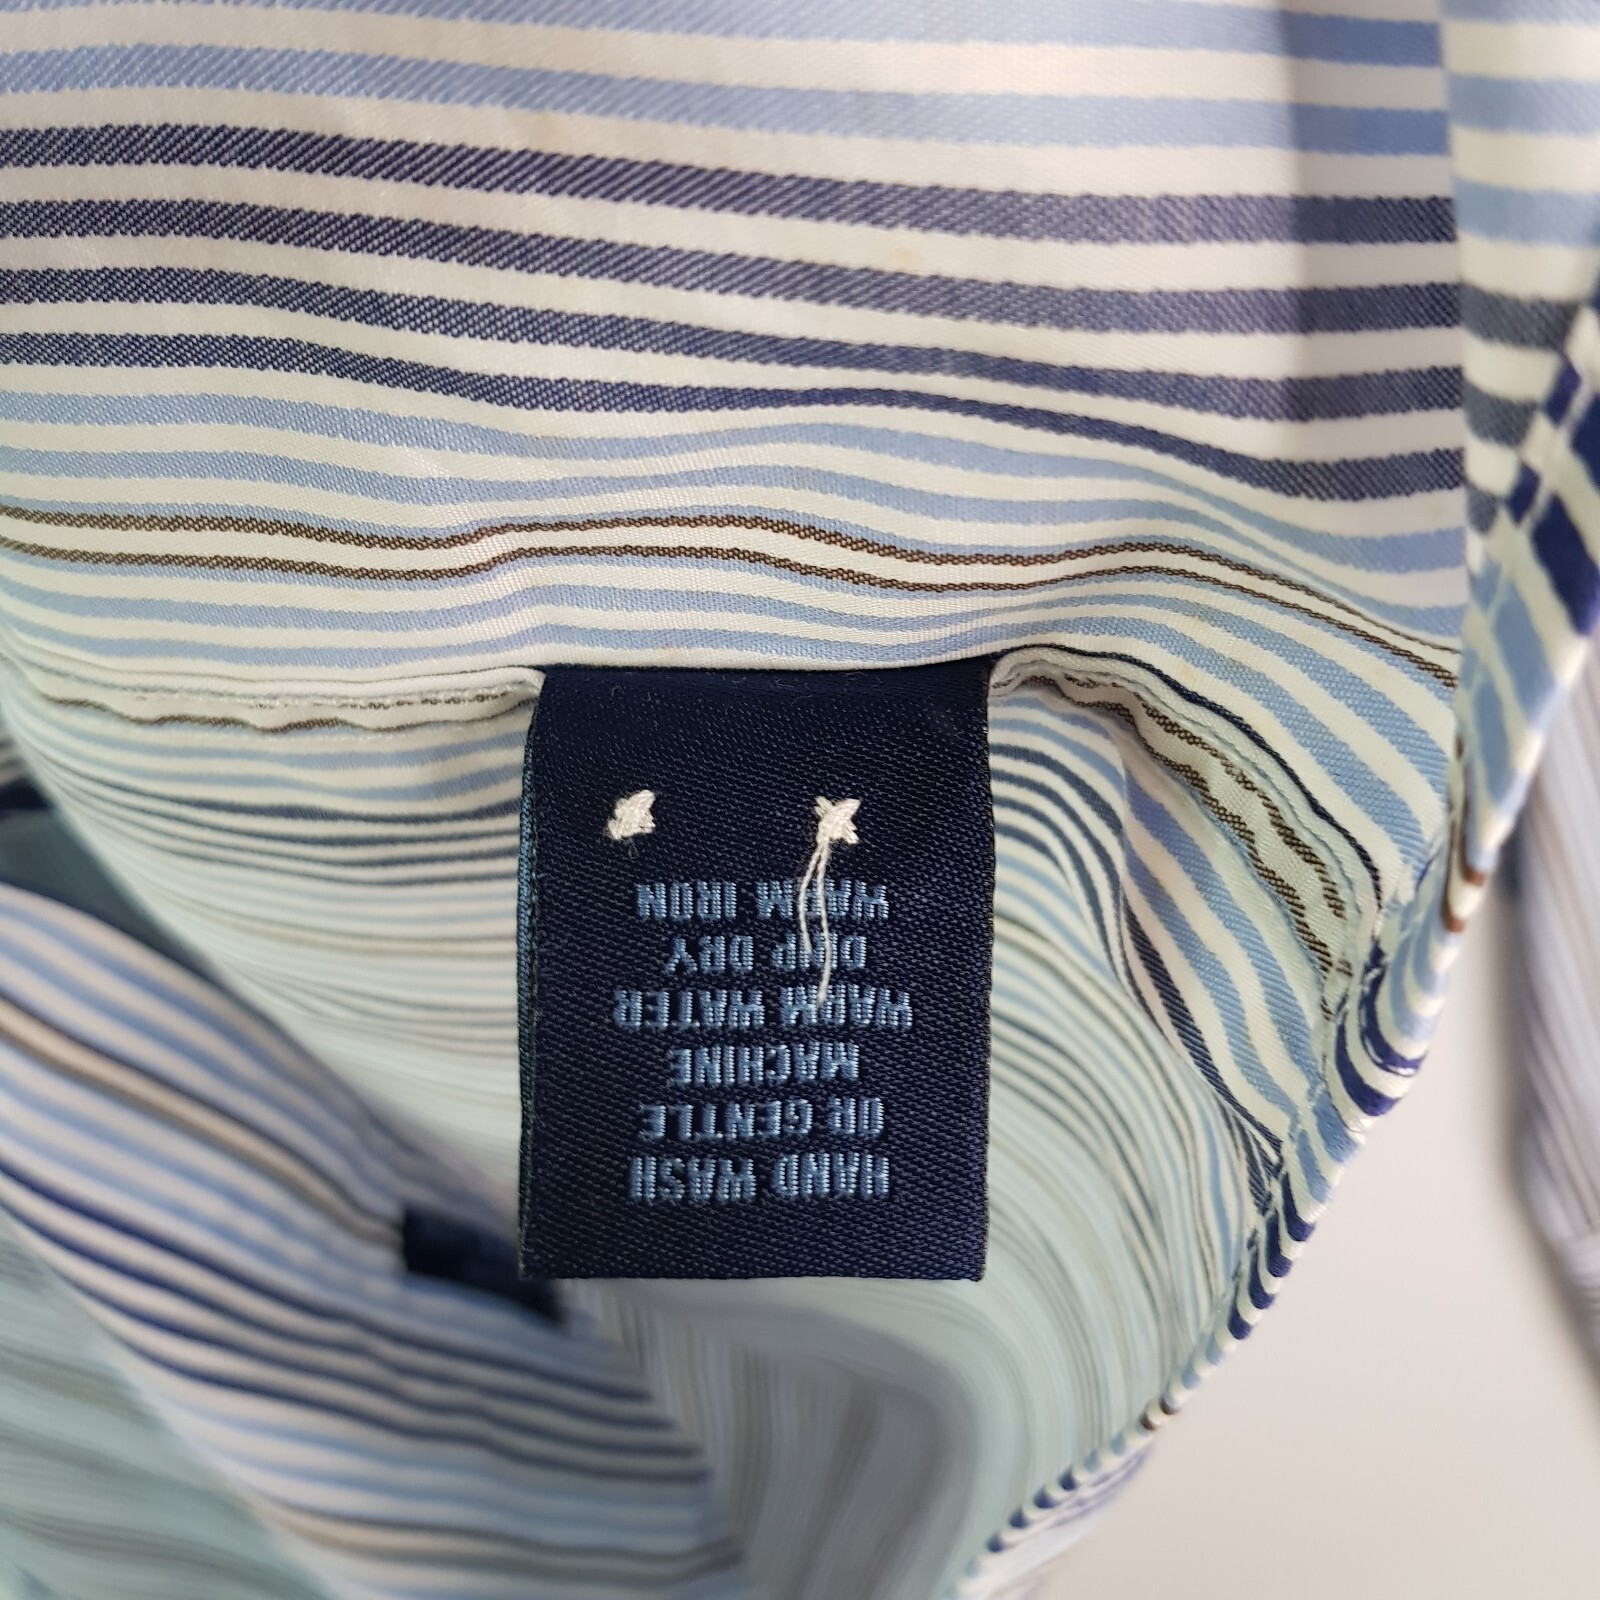 HAND WASH
OR GENTLE
MACHINE
WARM WATER
DRIP DRY
WARM IRON